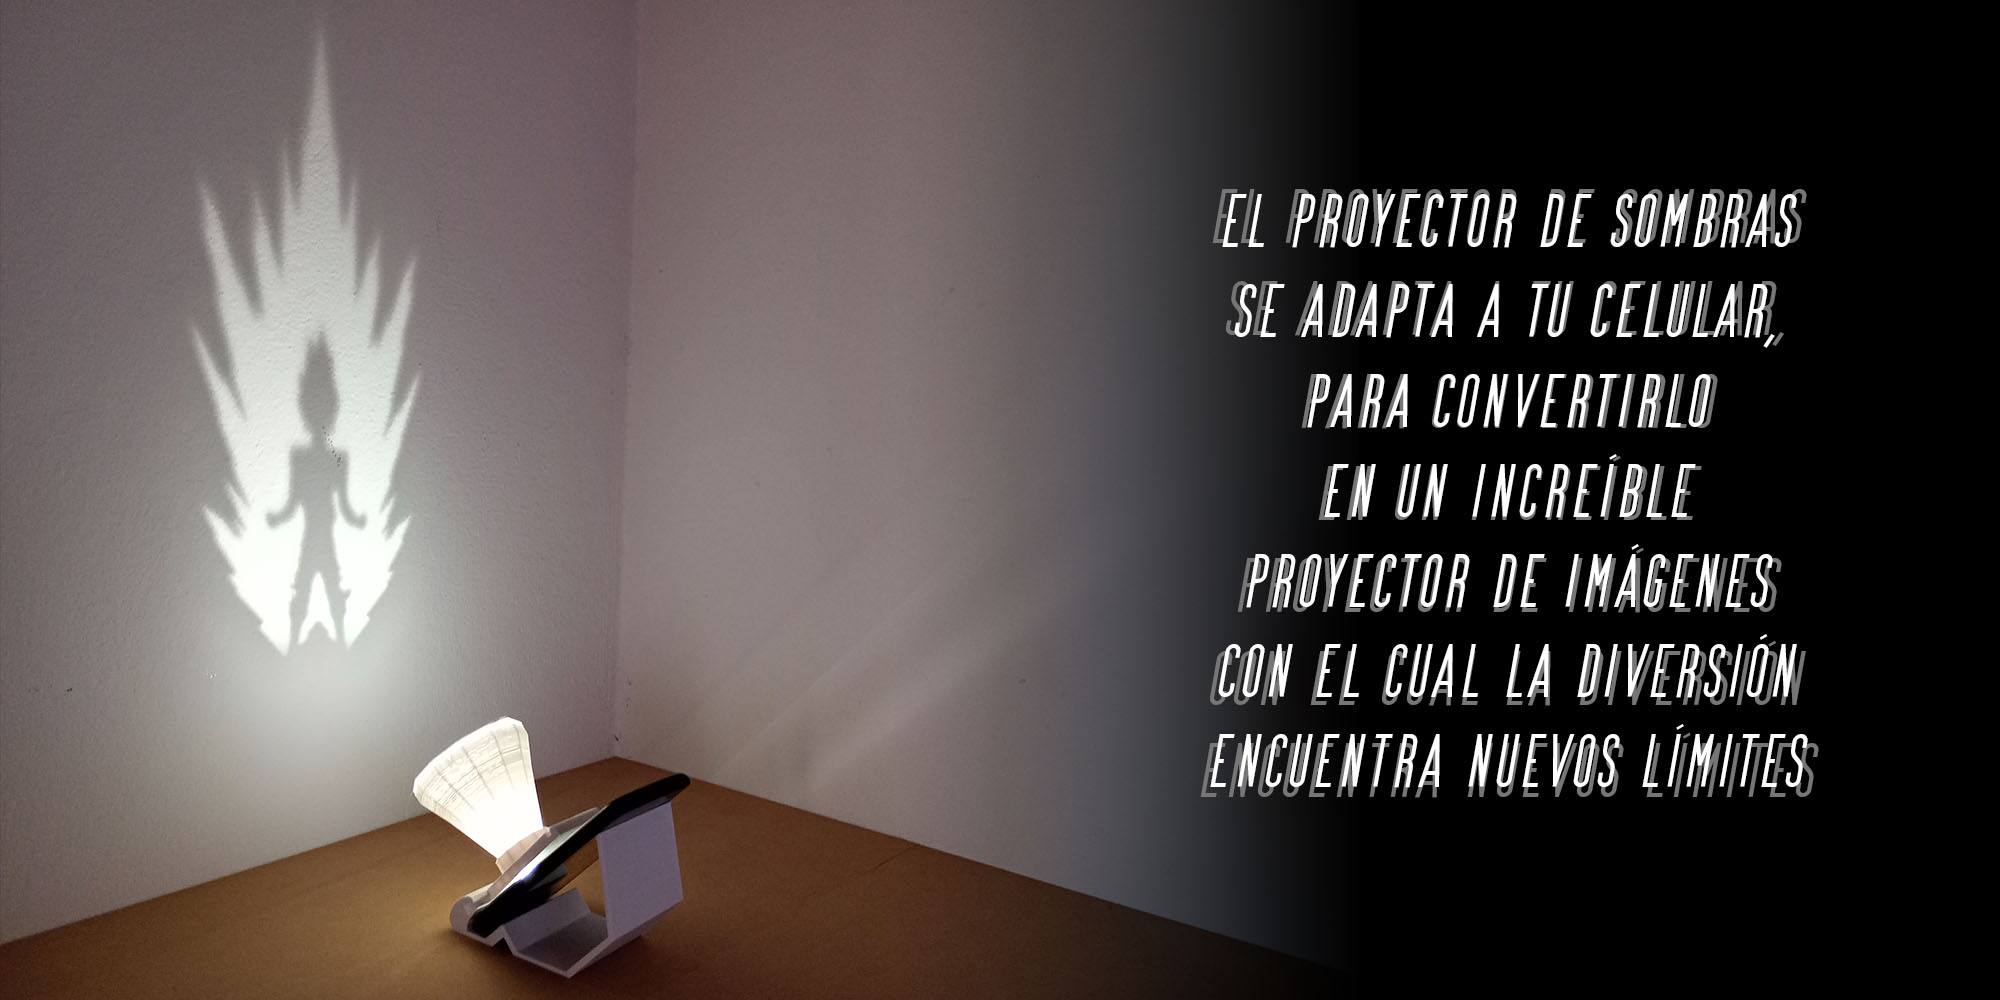 EL PROYECTOR DE SOMBRAS
SE ADAPTA A TU CELULAR,
PARA CONVERTIRLO
EN UN INCREÍBLE
PROYECTOR DE IMÁGENES
CON EL CUAL LA DIVERSIÓN
ENCUENTRA NUEVOS LÍMITES